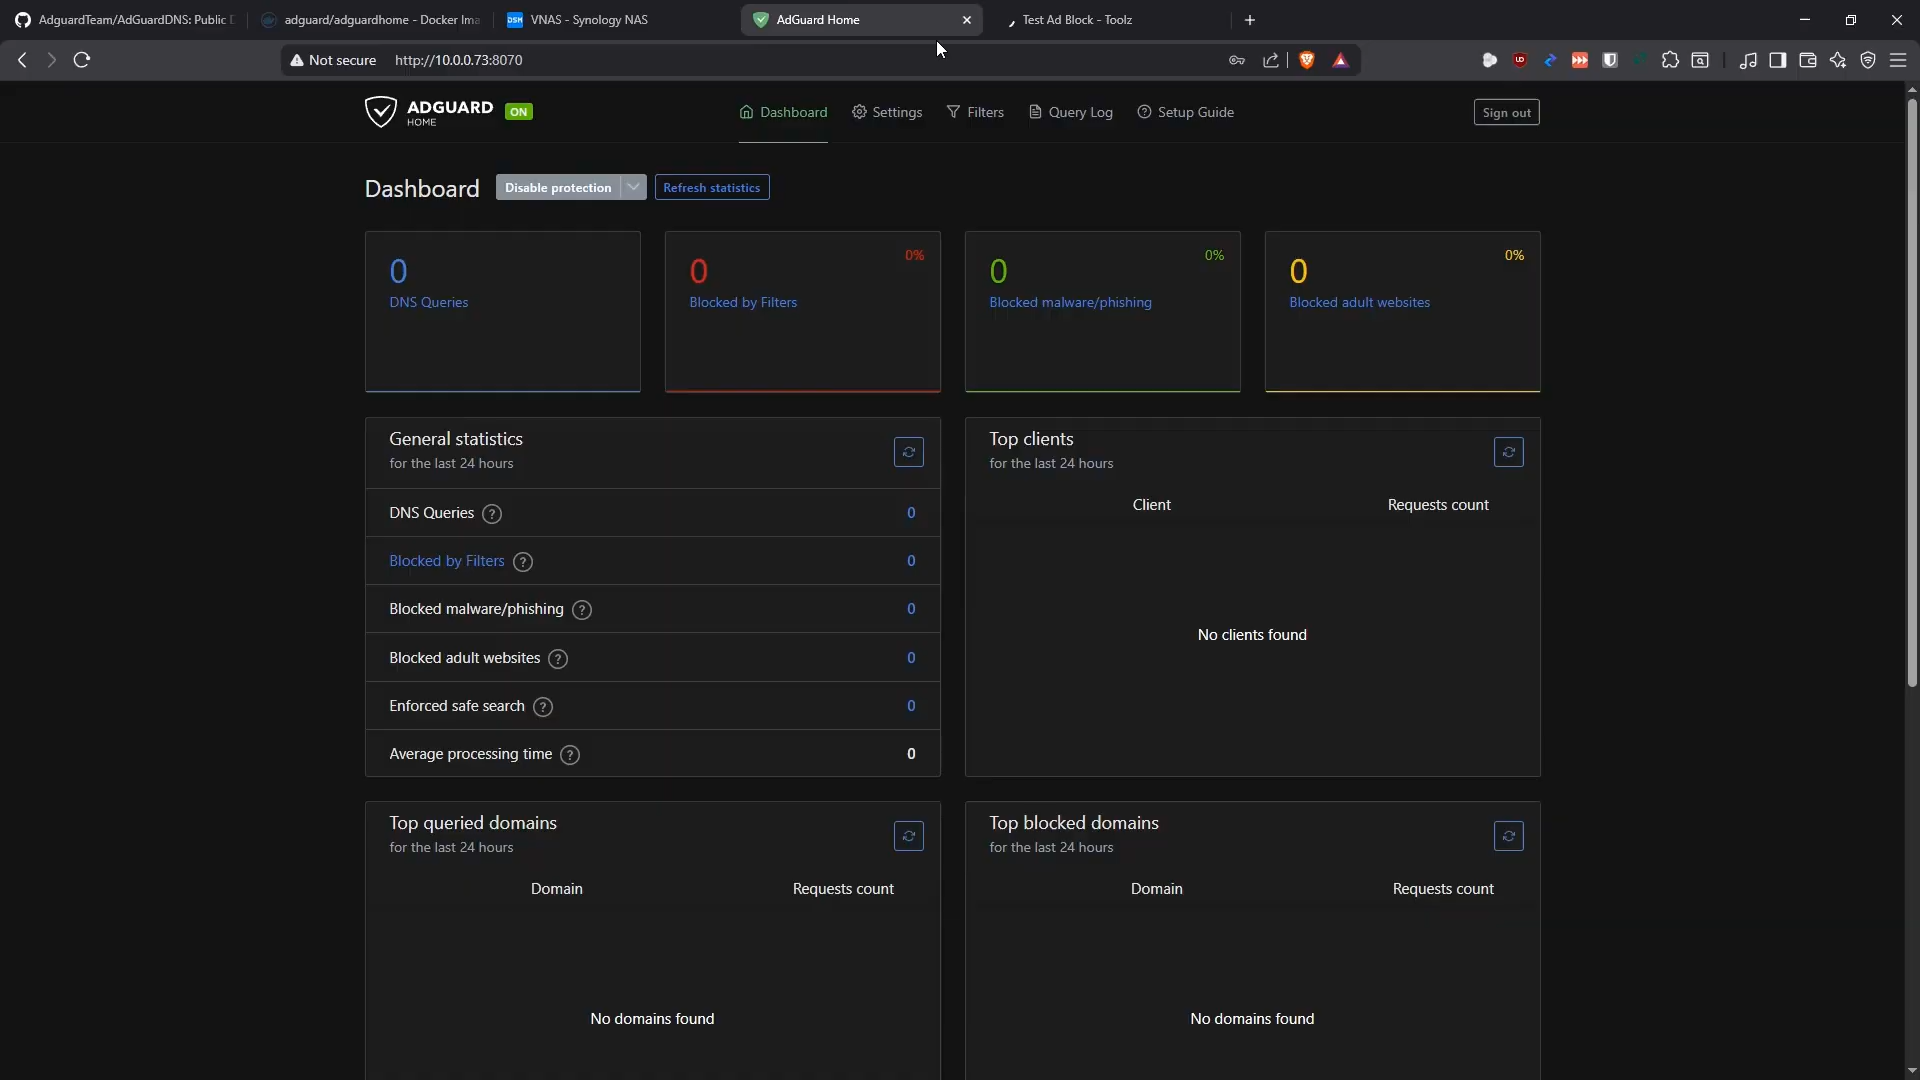 AdGuardTeam/AdGuardDNS: Public
adguard/adguardhome - Docker Ima
DSM VNAS - Synology NAS
AdGuard Home
Test Ad Block - Toolz
Not secure http://10.0.0.73:8070
ADGUARD
HOME
ON
Dashboard
Settings
Filters
Query Log
Setup Guide
Sign out
Dashboard
Disable protection
Refresh statistics
0
DNS Queries
0 0%
Blocked by Filters
0 0%
Blocked malware/phishing
0 0%
Blocked adult websites
General statistics
for the last 24 hours
DNS Queries ? 0
Blocked by Filters ? 0
Blocked malware/phishing ? 0
Blocked adult websites ? 0
Enforced safe search ? 0
Average processing time ? 0
Top clients
for the last 24 hours
Client Requests count
No clients found
Top queried domains
for the last 24 hours
Domain Requests count
No domains found
Top blocked domains
for the last 24 hours
Domain Requests count
No domains found